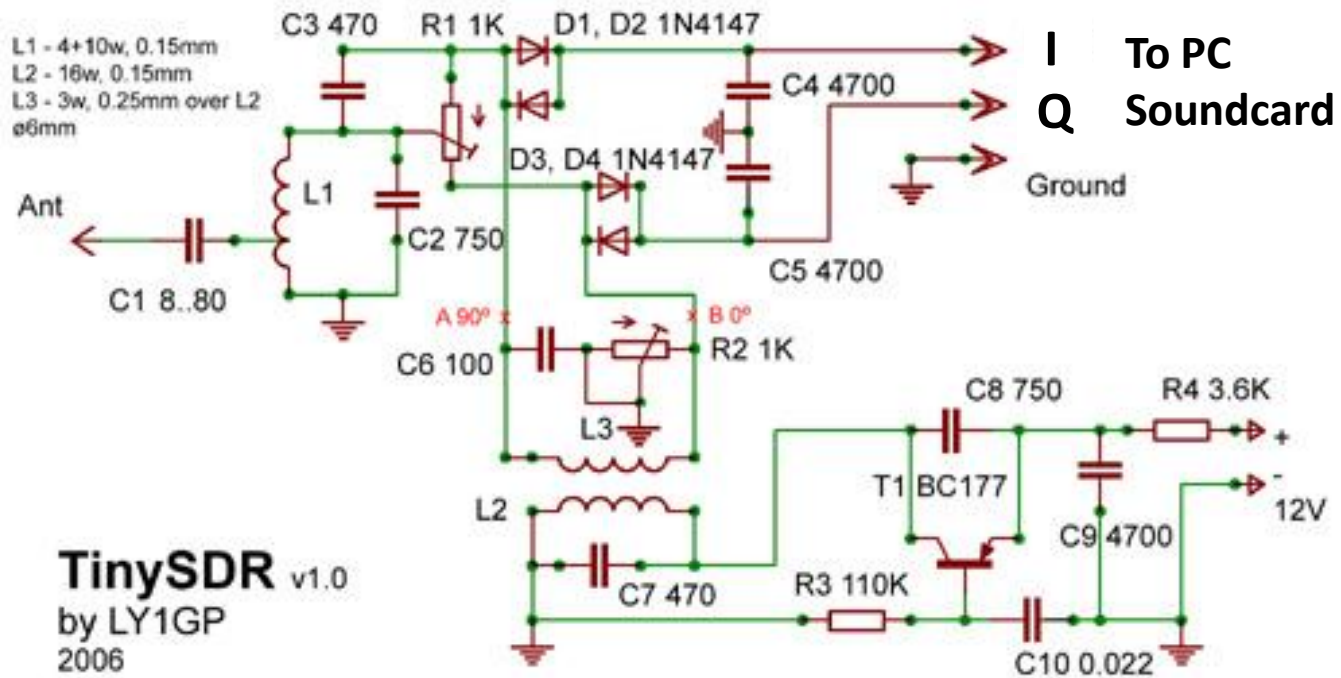 L1 - 4+10w, 0.15mm
L2 - 16w, 0.15mm
L3 - 3w, 0.25mm over L2
ø6mm
C3 470
R1 1K
D1, D2 1N4147
I To PC
C4 4700
Q Soundcard
D3, D4 1N4147
L1
Ground
Ant
C2 750
C5 4700
C1 8..80
A 90º
B 0º
C6 100
R2 1K
C8 750
R4 3.6K
L3
+
T1 BC177
-
L2
12V
C9 4700
TinySDR v1.0
C7 470
R3 110K
by LY1GP
2006
C10 0.022